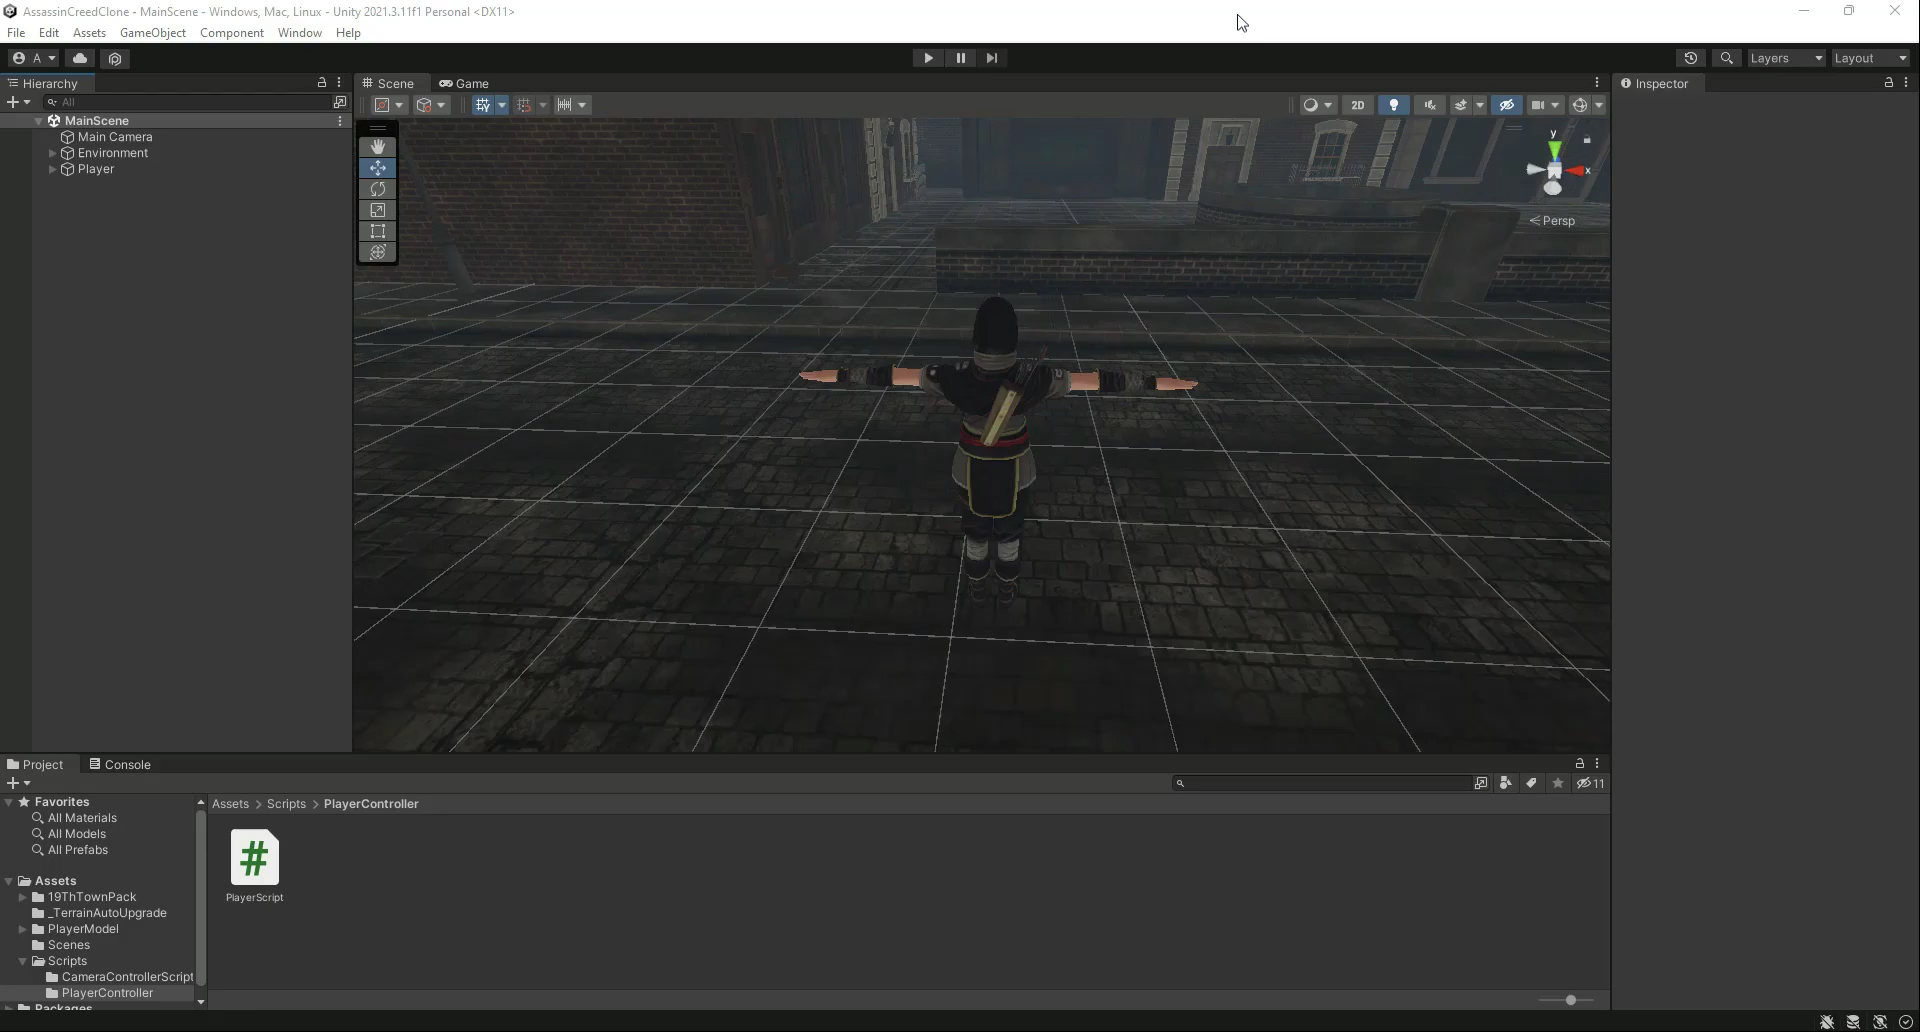 AssassinCreedClone - MainScene - Windows, Mac, Linux - Unity 2021.3.11f1 Personal <DX11>
File Edit Assets GameObject Component Window Help
A Layers Layout
Hierarchy Scene Game Inspector
All 2D
MainScene
Main Camera
Environment
Player
y
x
Persp
Project Console
11
Favorites
All Materials
All Models
All Prefabs
Assets > Scripts > PlayerController
PlayerScript
Assets
19ThTownPack
_TerrainAutoUpgrade
PlayerModel
Scenes
Scripts
CameraControllerScript
PlayerController
Packages